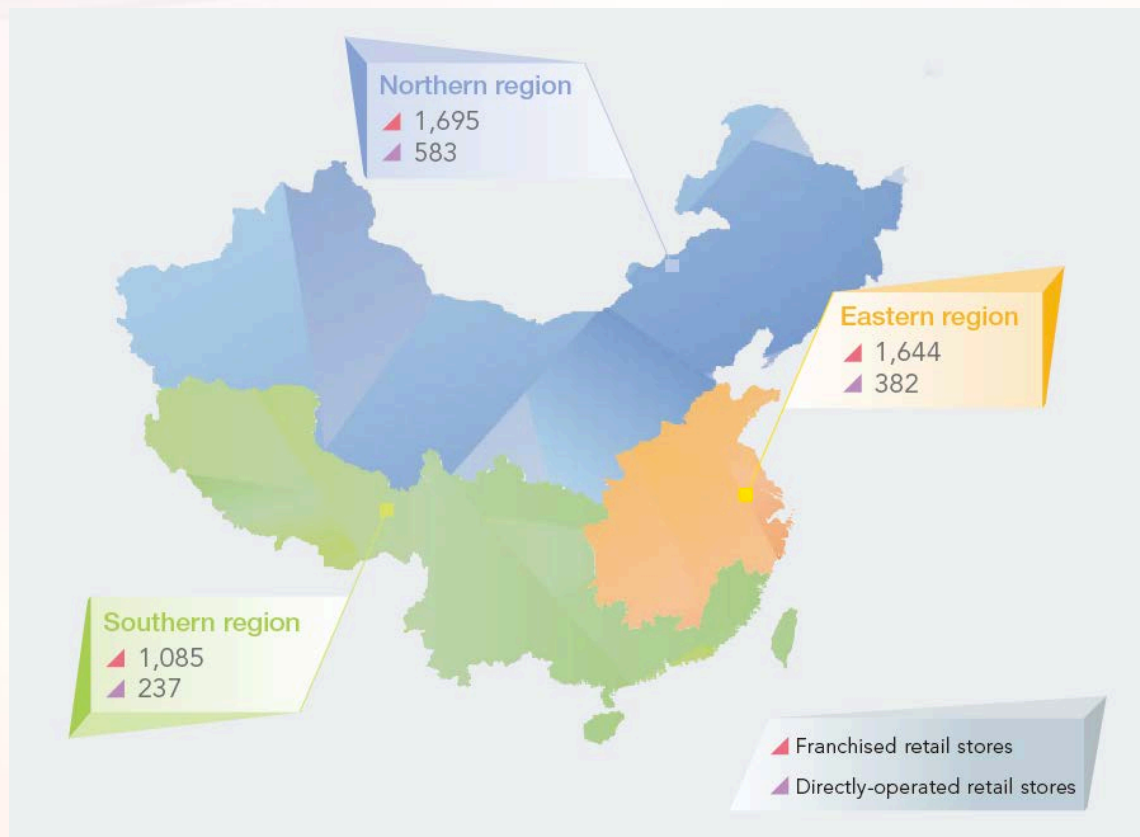 Northern region
1,695
583
Eastern region
1,644
382
Southern region
1,085
237
Franchised retail stores
Directly-operated retail stores